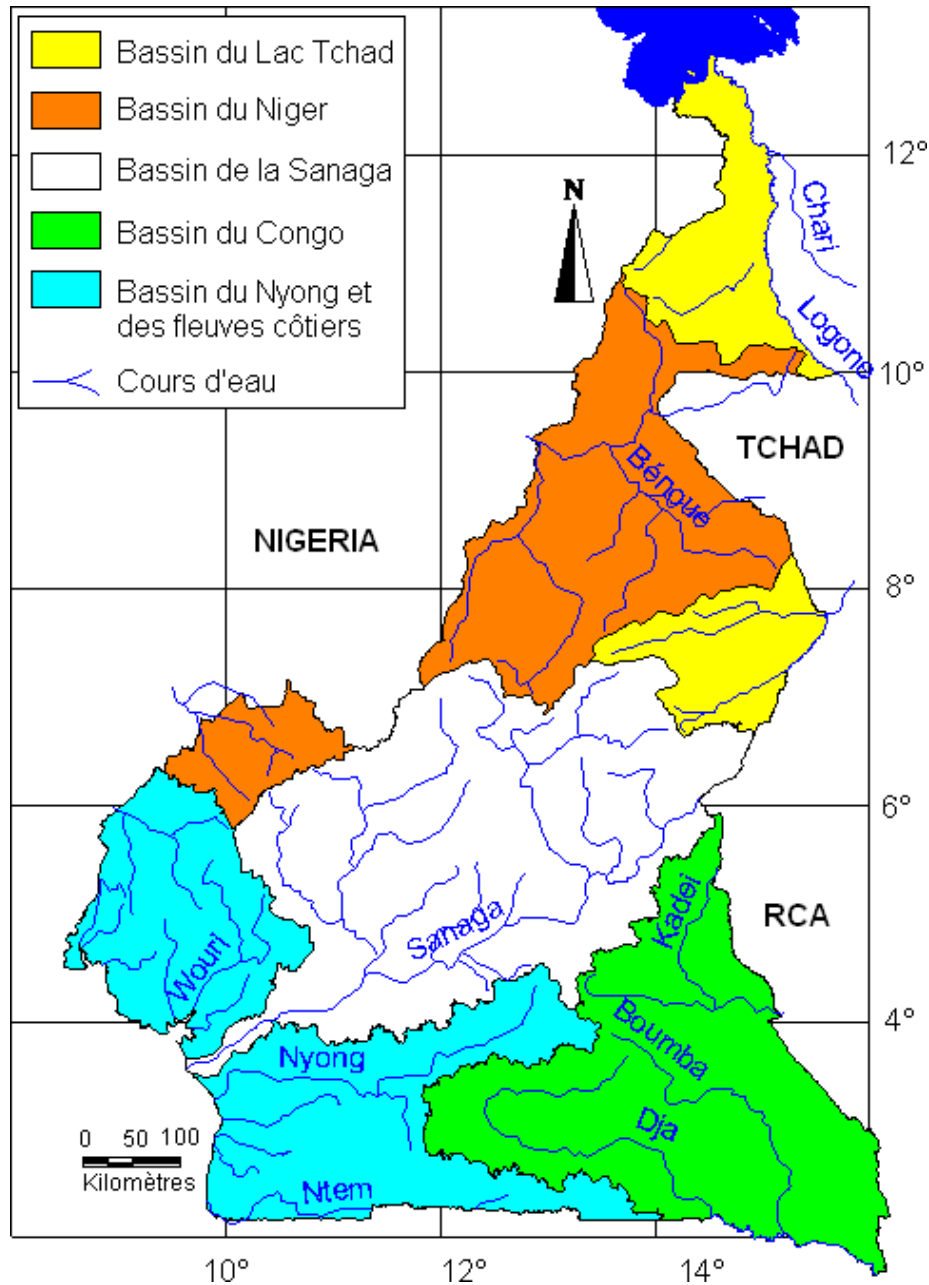 Bassin du Lac Tchad
Bassin du Niger
Bassin de la Sanaga
Bassin du Congo
Bassin du Nyong et
des fleuves côtiers
Cours d'eau
N
12°
Chari
Logone
10°
TCHAD
Béngue
NIGERIA
8°
6°
Kadei
RCA
Sanaga
Wouri
4°
Boumba
Nyong
Dja
0 50 100
Kilomètres
Ntem
10°
12°
14°